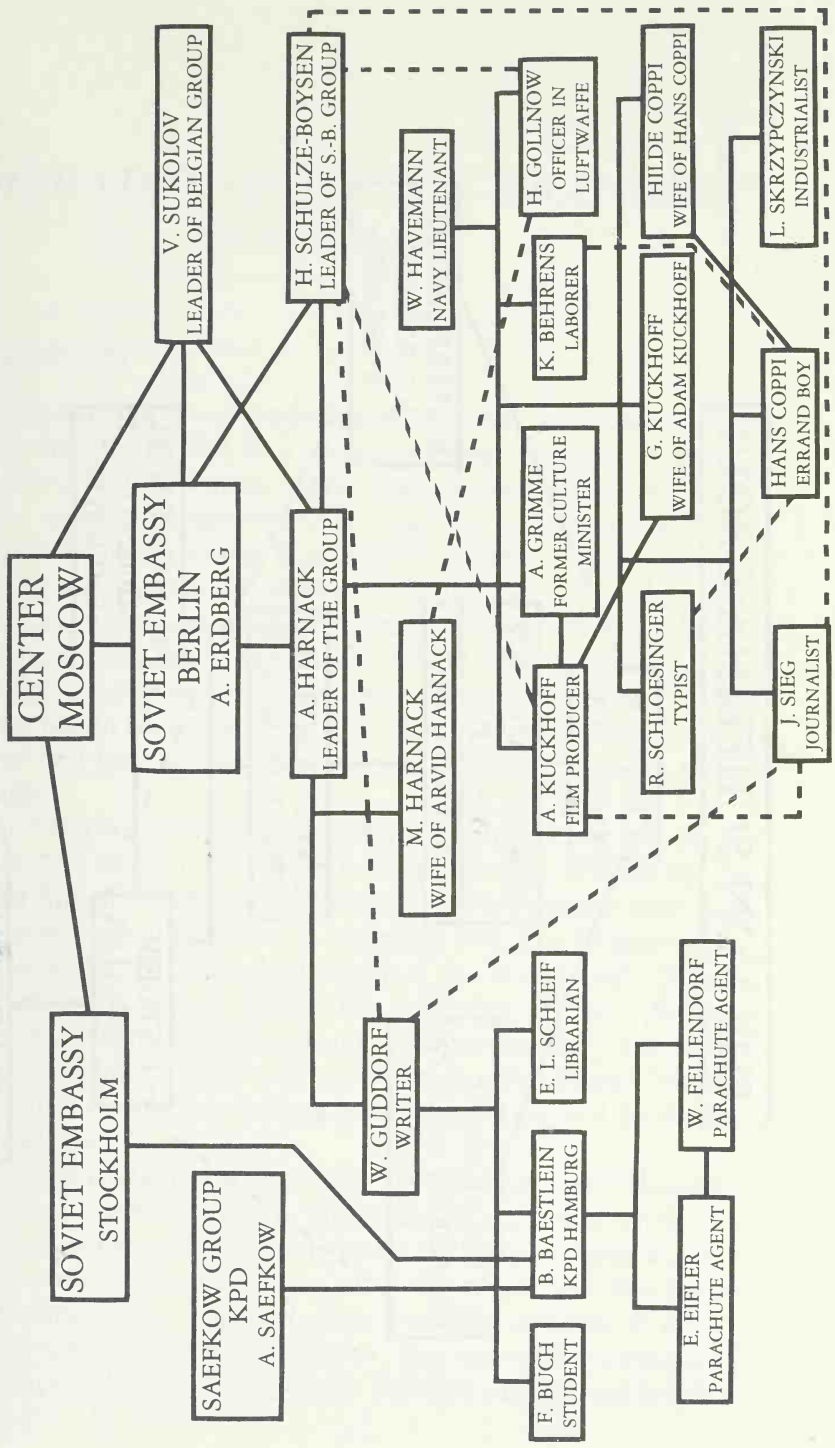 CENTER
MOSCOW
SOVIET EMBASSY
STOCKHOLM
SOVIET EMBASSY
BERLIN
A. ERDBERG
V. SUKOLOV
LEADER OF BELGIAN GROUP
SAEFKOW GROUP
KPD
A. SAEFKOW
A. HARNACK
LEADER OF THE GROUP
H. SCHULZE-BOYSEN
LEADER OF S.-B. GROUP
W. GUDDORF
WRITER
M. HARNACK
WIFE OF ARVID HARNACK
W. HAVEMANN
NAVY LIEUTENANT
F. BUCH
STUDENT
B. BAESTLEIN
KPD HAMBURG
E. L. SCHLEIF
LIBRARIAN
A. KUCKHOFF
FILM PRODUCER
A. GRIMME
FORMER CULTURE
MINISTER
K. BEHRENS
LABORER
H. GOLLNOW
OFFICER IN
LUFTWAFFE
E. EIFLER
PARACHUTE AGENT
W. FELLENDORF
PARACHUTE AGENT
R. SCHLOESINGER
TYPIST
G. KUCKHOFF
WIFE OF ADAM KUCKHOFF
HILDE COPPI
WIFE OF HANS COPPI
J. SIEG
JOURNALIST
HANS COPPI
ERRAND BOY
L. SKRZYPCZYNSKI
INDUSTRIALIST